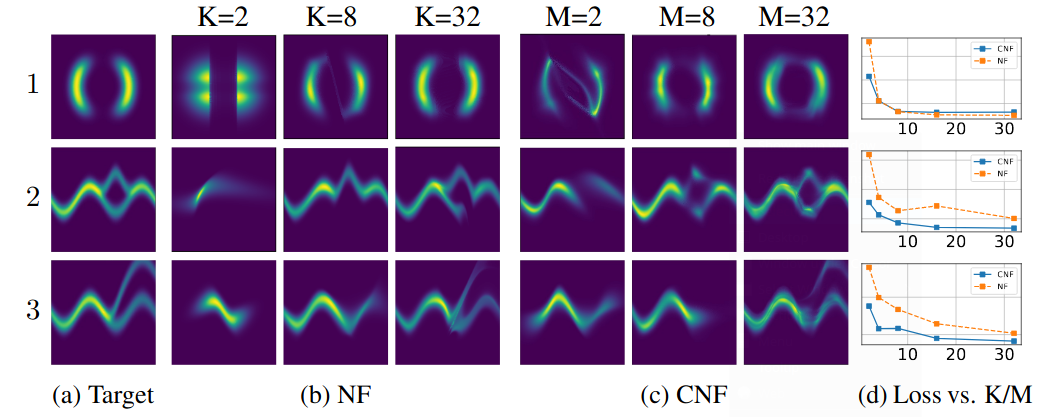 K=2 K=8 K=32 M=2 M=8 M=32
1
CNF
NF
10 20 30
2
CNF
NF
10 20 30
3
CNF
NF
10 20 30
(a) Target (b) NF (c) CNF (d) Loss vs. K/M